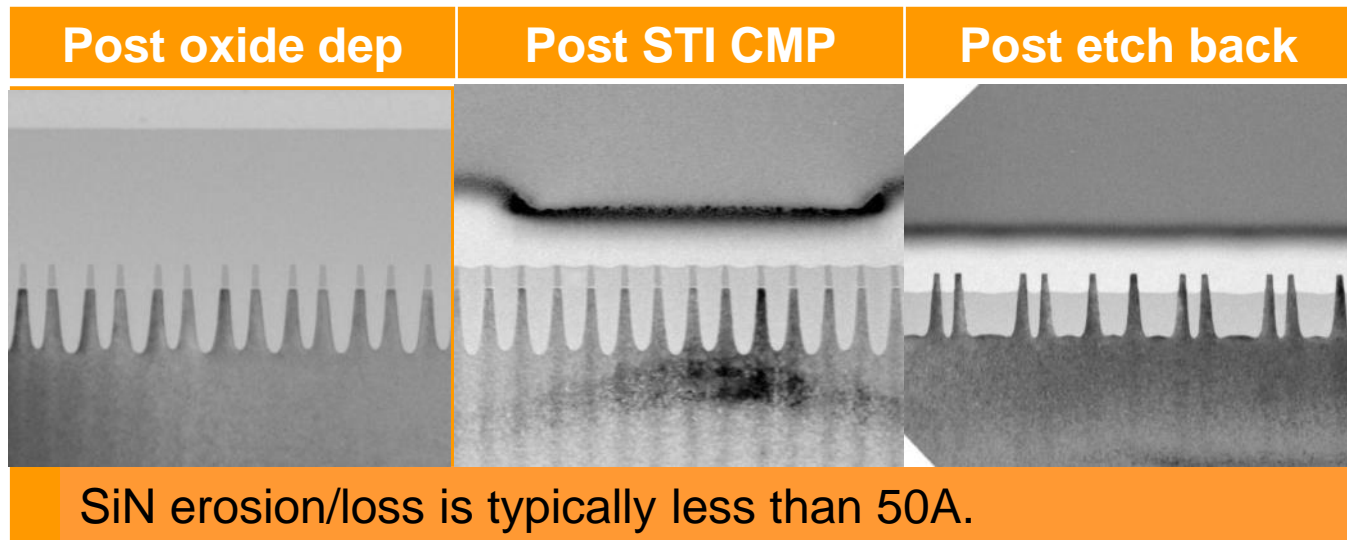 Post oxide dep
Post STI CMP
Post etch back
SiN erosion/loss is typically less than 50A.